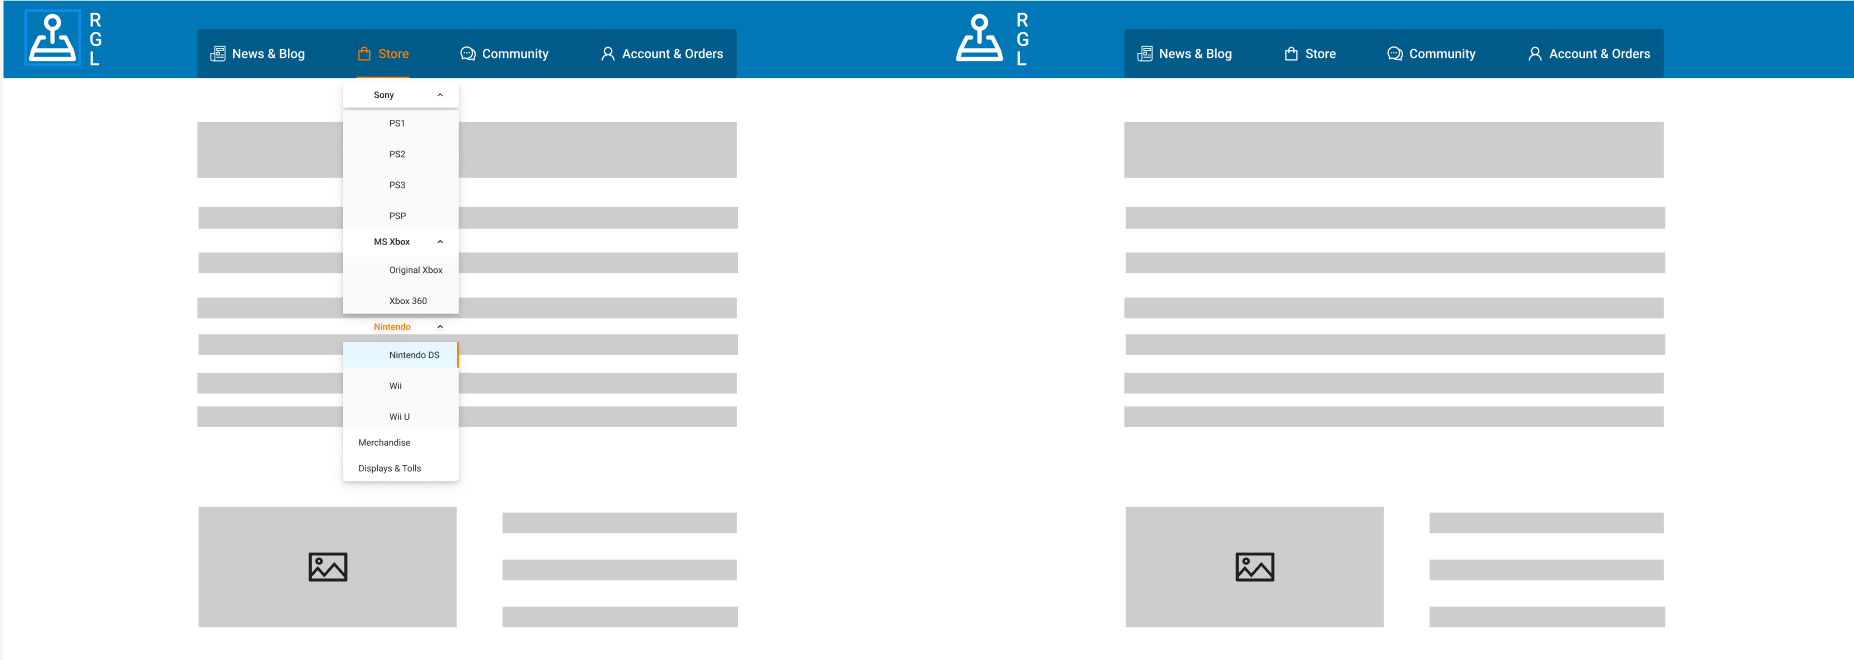 R
G
L
News & Blog
Store
Community
Account & Orders
Sony
PS1
PS2
PS3
PSP
MS Xbox
Original Xbox
Xbox 360
Nintendo
Nintendo DS
Wii
Wii U
Merchandise
Displays & Tolls
R
G
L
News & Blog
Store
Community
Account & Orders